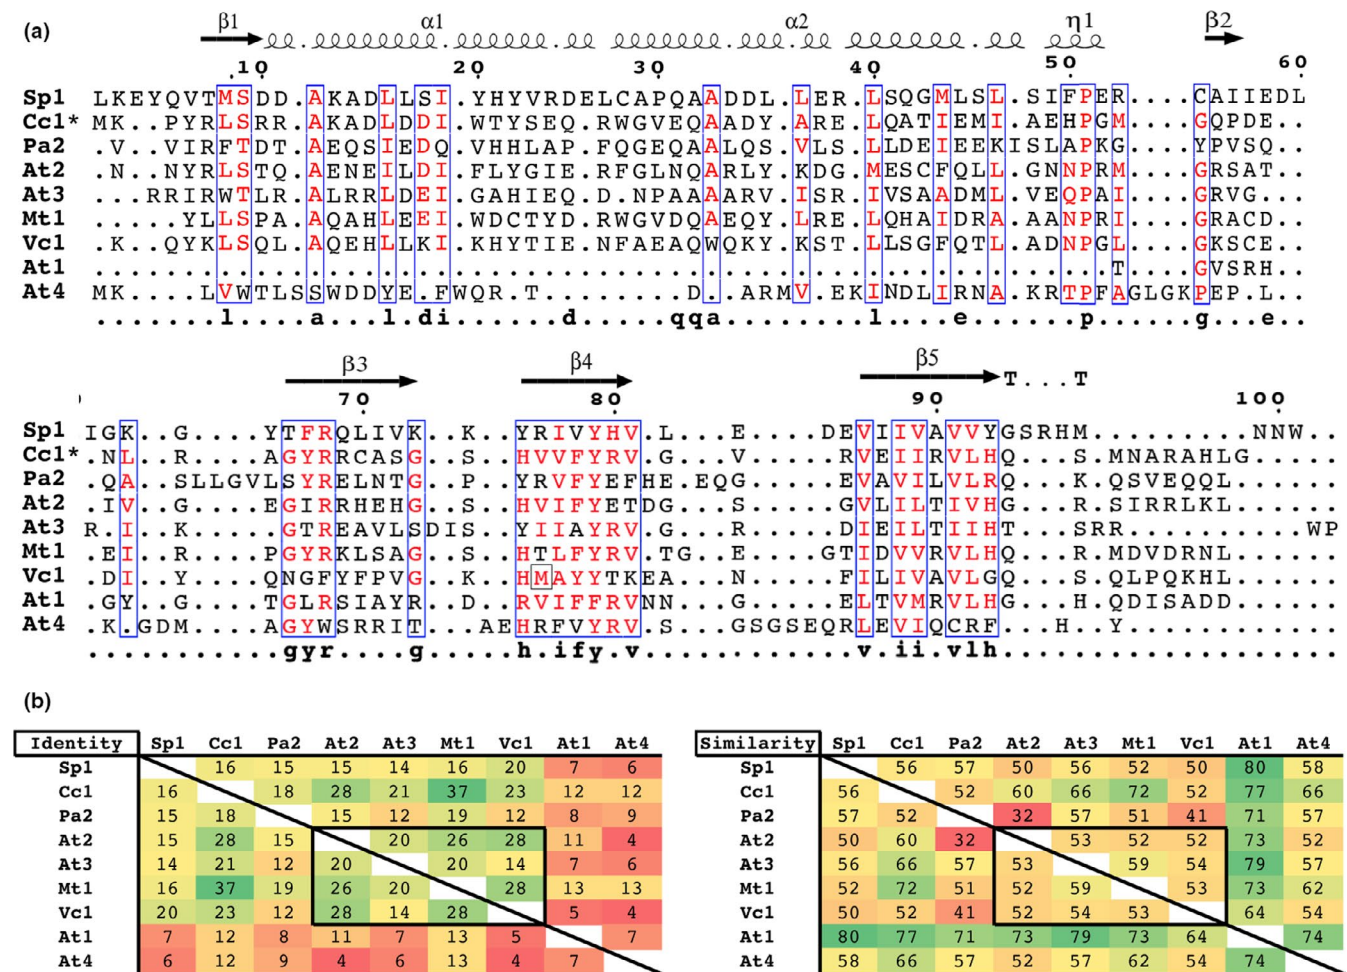 (a)
β1 α1 α2 η1 β2
.10 20 30 40 50 60
Sp1 LKEYQVTMSDD.AKADLLSI.YHYVRDELCAPQAADDL.LER.LSQGMLSL.SIFPER....CAIIEDL
Cc1* MK..PYRLSRR.AKADLDDI.WTYSEQ.RWGVEQAADY.ARE.LQATIEMI.AEHPGM....GQPDE..
Pa2 .V..VIRFTDT.AEQSIEDQ.VHHLAP.FQGEQAALQS.VLS.LLDEIEEKISLAPKG....YPVSQ..
At2 .N..NYRLSTQ.AENEILDI.FLYGIE.RFGLNQAARLY.KDG.MESCFQLL.GNNPRM....GRSAT..
At3 ...RRIRWTLR.ALRRLDEI.GAHIEQ.D.NPAAARV.ISR.IVSAADML.VEQPAI....GRVG...
Mt1 ....YLLSPA.AQAHLEEI.WDCTYD.RWGVDQAEQY.LRE.LQHAIDRA.AANPRI....GRACD..
Vc1 .K..QYKLSQL.AQEHLLKI.KHYTIE.NFAEAQWQKY.KST.LLSGFQTL.ADNPGL....GKSCE..
At1 ....................................................T....GVSRH..
At4 MK....LVWTLSSWDDYE.FWQR.T........D..ARMV.EKINDLIRNA.KRTPFAGLGKPEP.L..
.......l....a...l.di......d.....qqa........l....e......p.....g...e..
β3 β4 β5
70 80 90 T...T 100
Sp1 IGK..G....YTFRQLIVK..K..YRIVYHV.L...E....DEVIIVAVVYGSRHM..........NNW..
Cc1* .NL..R....AGYRRCASG..S..HVVFYRV.G...V.....RVEIIRVLHQ...S.MNARAHLG.....
Pa2 .QA..SLLGVLSYRELNTG..P..YRVFYEFHE.EQG.....EVAVILVLRQ...K.QSVEQQL......
At2 .IV..G....EGIRRHEHG..S..HVIFYETDG...S.....GVLILTIVHG...R.SIRRLKL......
At3 R.I..K....GTREAVLSDIS..YIIAYRV.G...R.....DIEILTIIHT...SRR...........WP
Mt1 .EI..R....PGYRKLSAG..S..HTLFYRV.TG..E....GTIDVVRVLHQ...R.MDVDRNL......
Vc1 .DI..Y....QNGFYFPVG..K..HMAYYTKEA...N.....FILIVAVLGQ...S.QLPQKHL......
At1 .GY..G....TGLRSIAYR..D..RVIFFRVNN...G.....ELTVMRVLHG...H.QDISADD......
At4 .K.GDM....AGYWSRRIT....AEHRFVYRV.S...GSGSEQRLEVIQCRF...H..Y...........
...........gyr.....g.....h.ify.v..............v.ii.vlh..................
(b)
Identity Sp1 Cc1 Pa2 At2 At3 Mt1 Vc1 At1 At4
Sp1 16 15 15 14 16 20 7 6
Cc1 16 18 28 21 37 23 12 12
Pa2 15 18 15 12 19 12 8 9
At2 15 28 15 20 26 28 11 4
At3 14 21 12 20 20 14 7 6
Mt1 16 37 19 26 20 28 13 13
Vc1 20 23 12 28 14 28 5 4
At1 7 12 8 11 7 13 5 7
At4 6 12 9 4 6 13 4 7
Similarity Sp1 Cc1 Pa2 At2 At3 Mt1 Vc1 At1 At4
Sp1 56 57 50 56 52 50 80 58
Cc1 56 52 60 66 72 52 77 66
Pa2 57 52 32 57 51 41 71 57
At2 50 60 32 53 52 52 73 52
At3 56 66 57 53 59 54 79 57
Mt1 52 72 51 52 59 53 73 62
Vc1 50 52 41 52 54 53 64 54
At1 80 77 71 73 79 73 64 74
At4 58 66 57 52 57 62 54 74